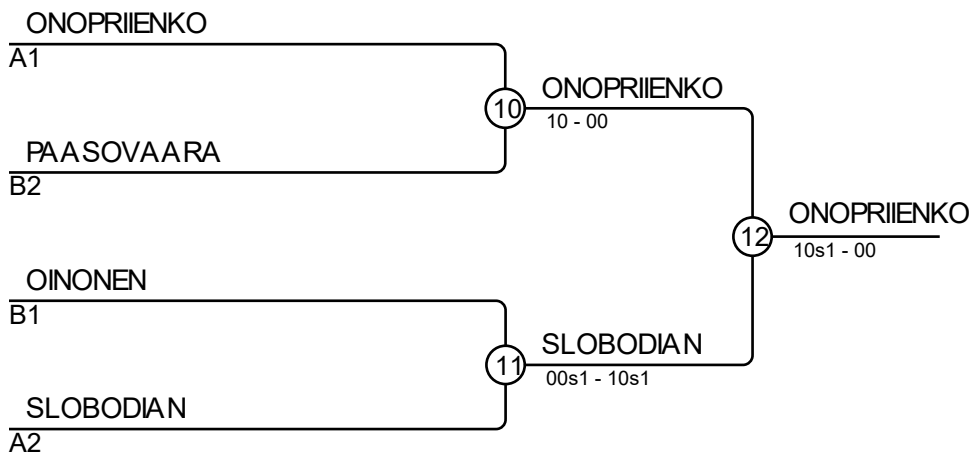 ONOPRIIENKO
A1
10
ONOPRIIENKO
10 - 00
PAASOVAARA
B2
12
ONOPRIIENKO
10s1 - 00
OINONEN
B1
11
SLOBODIAN
00s1 - 10s1
SLOBODIAN
A2